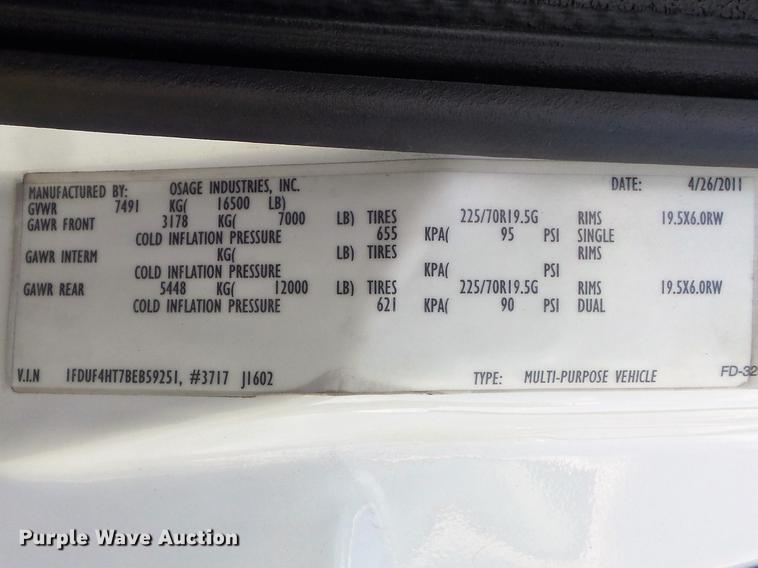 MANUFACTURED BY: OSAGE INDUSTRIES, INC. DATE: 4/26/2011
GVWR 7491 KG( 16500 LB)
GAWR FRONT 3178 KG( 7000 LB) TIRES 225/70R19.5G RIMS 19.5X6.0RW
COLD INFLATION PRESSURE 655 KPA( 95 PSI SINGLE
GAWR INTERM KG( LB) TIRES RIMS
COLD INFLATION PRESSURE KPA( PSI
GAWR REAR 5448 KG( 12000 LB) TIRES 225/70R19.5G RIMS 19.5X6.0RW
COLD INFLATION PRESSURE 621 KPA( 90 PSI DUAL
V.I.N 1FDUF4HT7BEB59251, #3717 J1602 TYPE: MULTI-PURPOSE VEHICLE FD-32
Purple Wave Auction